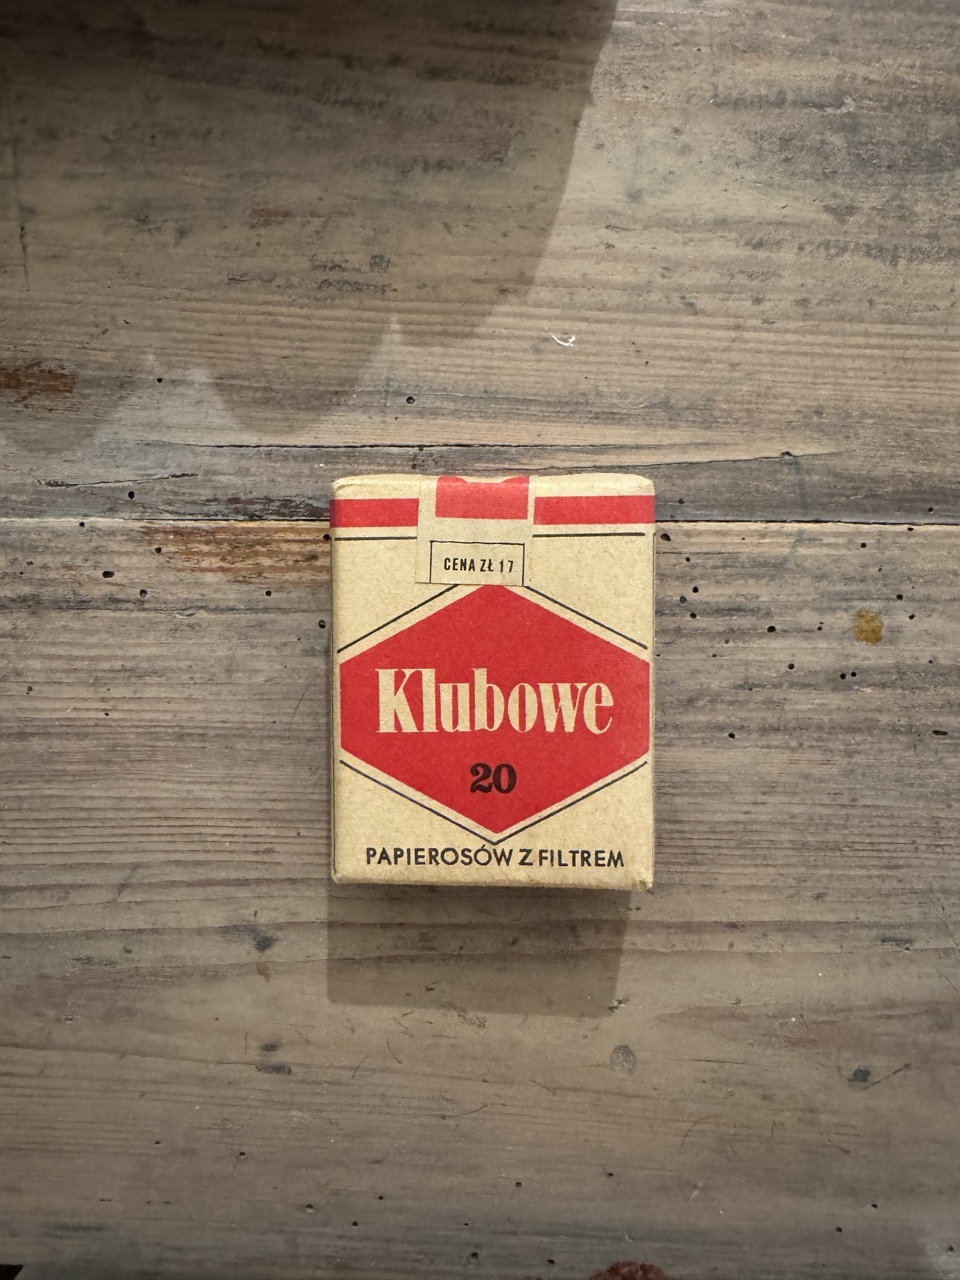 CENA ZŁ 17
Klubowe
20
PAPIEROSÓW Z FILTREM